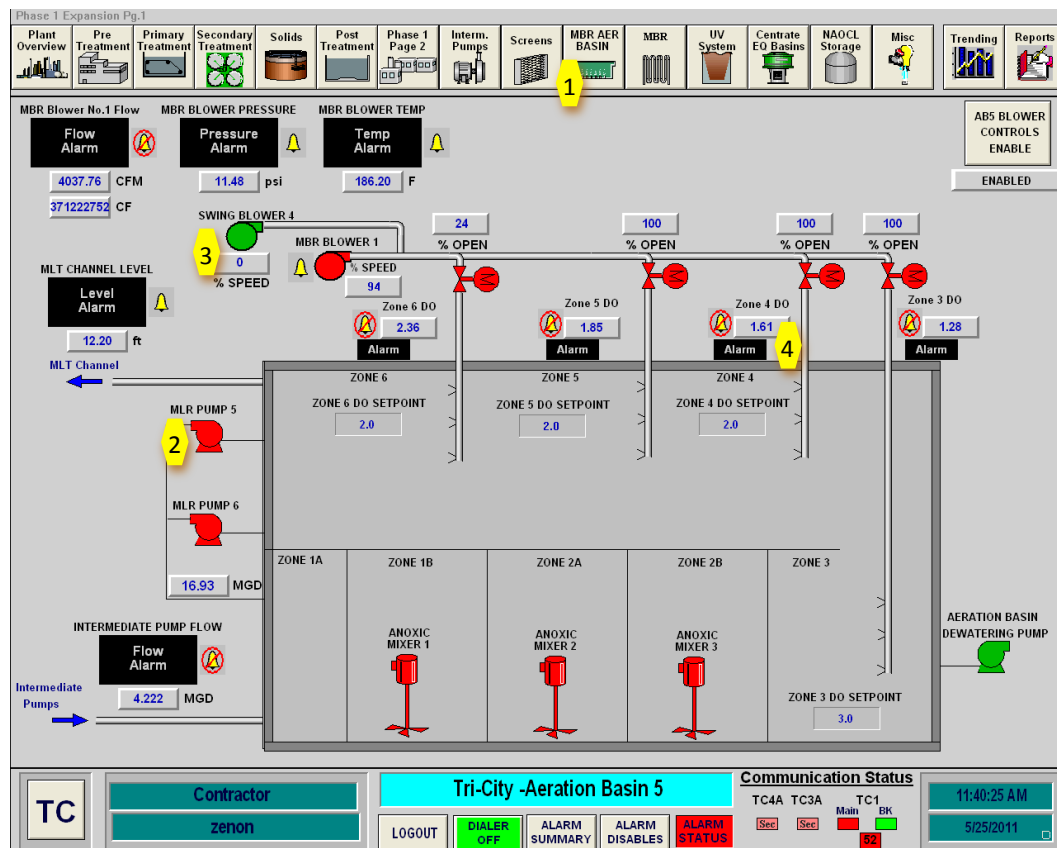 Phase 1 Expansion Pg.1
Plant Overview
Pre Treatment
Primary Treatment
Secondary Treatment
Solids
Post Treatment
Phase 1 Page 2
Interm. Pumps
Screens
MBR AER BASIN
MBR
UV System
Centrate EQ Basins
NAOCL Storage
Misc
Trending
Reports
1
MBR Blower No.1 Flow
MBR BLOWER PRESSURE
MBR BLOWER TEMP
Flow Alarm
Pressure Alarm
Temp Alarm
4037.76 CFM
11.48 psi
186.20 F
371222752 CF
AB5 BLOWER
CONTROLS
ENABLE
ENABLED
SWING BLOWER 4
3
0
% SPEED
MBR BLOWER 1
% SPEED
94
24
% OPEN
100
% OPEN
100
% OPEN
100
% OPEN
M
M
M
M
MLT CHANNEL LEVEL
Level Alarm
12.20 ft
MLT Channel
Zone 6 DO
2.36
Alarm
Zone 5 DO
1.85
Alarm
Zone 4 DO
1.61
Alarm
4
Zone 3 DO
1.28
Alarm
ZONE 6
ZONE 5
ZONE 4
ZONE 6 DO SETPOINT
2.0
ZONE 5 DO SETPOINT
2.0
ZONE 4 DO SETPOINT
2.0
MLR PUMP 5
2
MLR PUMP 6
16.93 MGD
ZONE 1A
ZONE 1B
ZONE 2A
ZONE 2B
ZONE 3
ANOXIC
MIXER 1
ANOXIC
MIXER 2
ANOXIC
MIXER 3
AERATION BASIN
DEWATERING PUMP
INTERMEDIATE PUMP FLOW
Flow Alarm
4.222 MGD
Intermediate
Pumps
ZONE 3 DO SETPOINT
3.0
TC
Contractor
zenon
Tri-City -Aeration Basin 5
LOGOUT
DIALER OFF
ALARM SUMMARY
ALARM DISABLES
ALARM STATUS
Communication Status
TC4A TC3A TC1
Main BK
Sec Sec
52
11:40:25 AM
5/25/2011